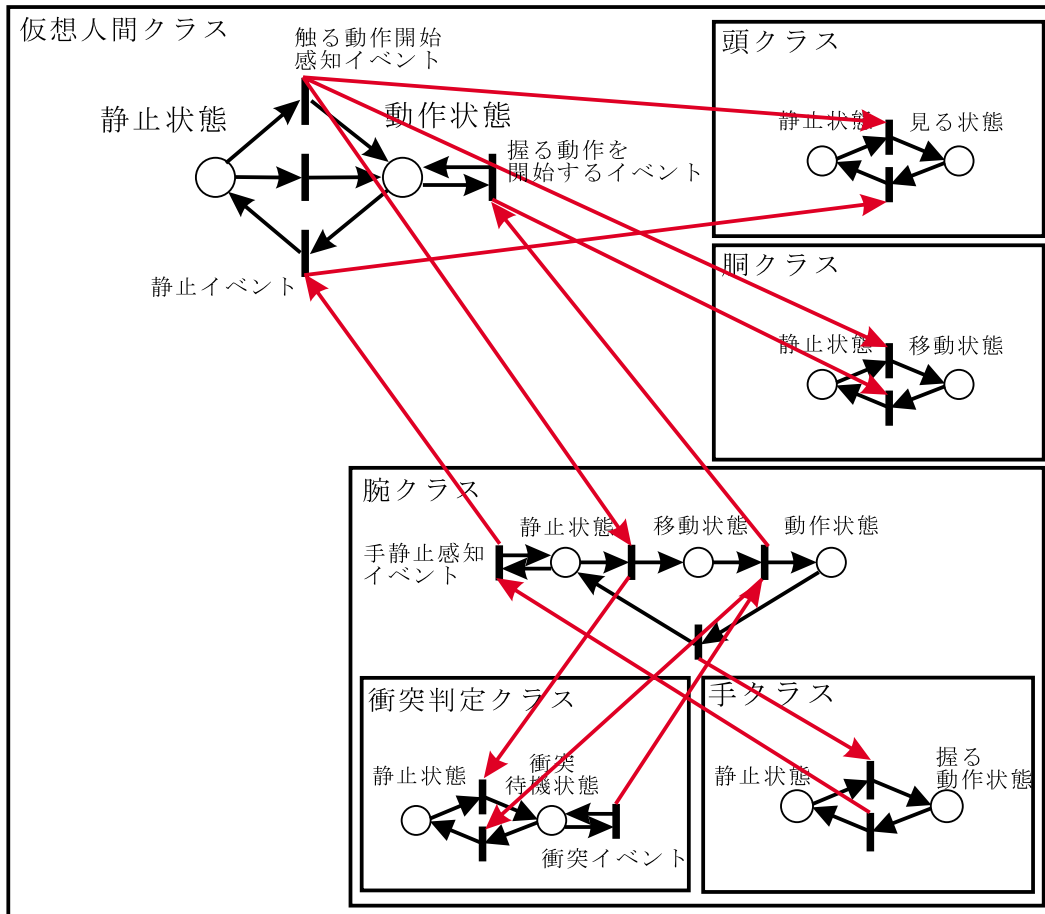 仮想人間クラス
触る動作開始
感知イベント
静止状態
動作状態
握る動作を
開始するイベント
静止イベント
頭クラス
静止状態
見る状態
胴クラス
静止状態
移動状態
腕クラス
手静止感知
イベント
静止状態
移動状態
動作状態
衝突判定クラス
静止状態
衝突
待機状態
衝突イベント
手クラス
静止状態
握る
動作状態